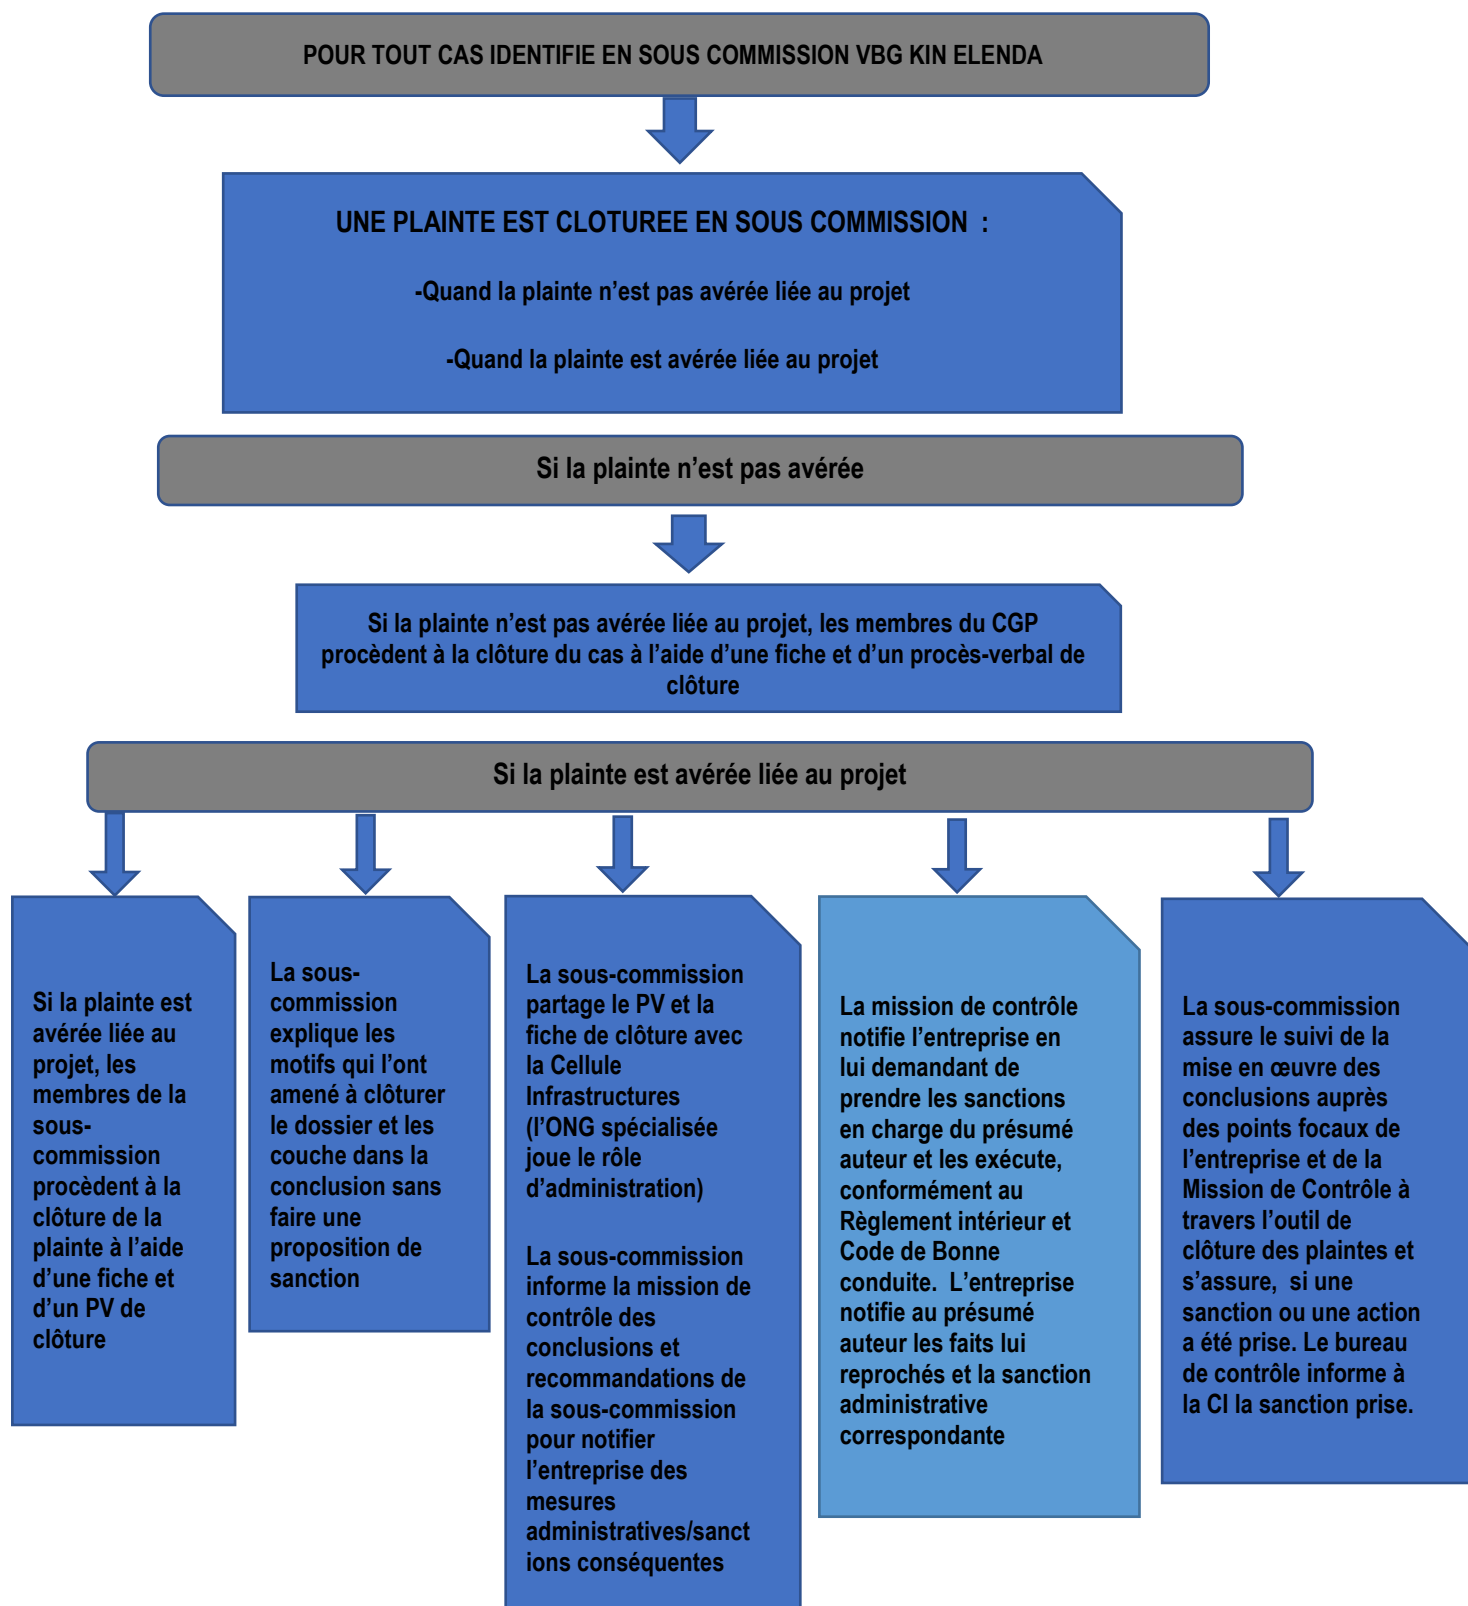 POUR TOUT CAS IDENTIFIE EN SOUS COMMISSION VBG KIN ELENDA
UNE PLAINTE EST CLOTUREE EN SOUS COMMISSION :
-Quand la plainte n’est pas avérée liée au projet
-Quand la plainte est avérée liée au projet
Si la plainte n’est pas avérée
Si la plainte n’est pas avérée liée au projet, les membres du CGP
procèdent à la clôture du cas à l’aide d’une fiche et d’un procès-verbal de
clôture
Si la plainte est avérée liée au projet
Si la plainte est
avérée liée au
projet, les
membres de la
sous-
commission
procèdent à la
clôture de la
plainte à l’aide
d’une fiche et
d’un PV de
clôture
La sous-
commission
explique les
motifs qui l’ont
amené à clôturer
le dossier et les
couche dans la
conclusion sans
faire une
proposition de
sanction
La sous-commission
partage le PV et la
fiche de clôture avec
la Cellule
Infrastructures
(l’ONG spécialisée
joue le rôle
d’administration)
La sous-commission
informe la mission de
contrôle des
conclusions et
recommandations de
la sous-commission
pour notifier
l’entreprise des
mesures
administratives/sanct
ions conséquentes
La mission de contrôle
notifie l’entreprise en
lui demandant de
prendre les sanctions
en charge du présumé
auteur et les exécute,
conformément au
Règlement intérieur et
Code de Bonne
conduite. L’entreprise
notifie au présumé
auteur les faits lui
reprochés et la sanction
administrative
correspondante
La sous-commission
assure le suivi de la
mise en œuvre des
conclusions auprès
des points focaux de
l’entreprise et de la
Mission de Contrôle à
travers l’outil de
clôture des plaintes et
s’assure, si une
sanction ou une action
a été prise. Le bureau
de contrôle informe à
la CI la sanction prise.